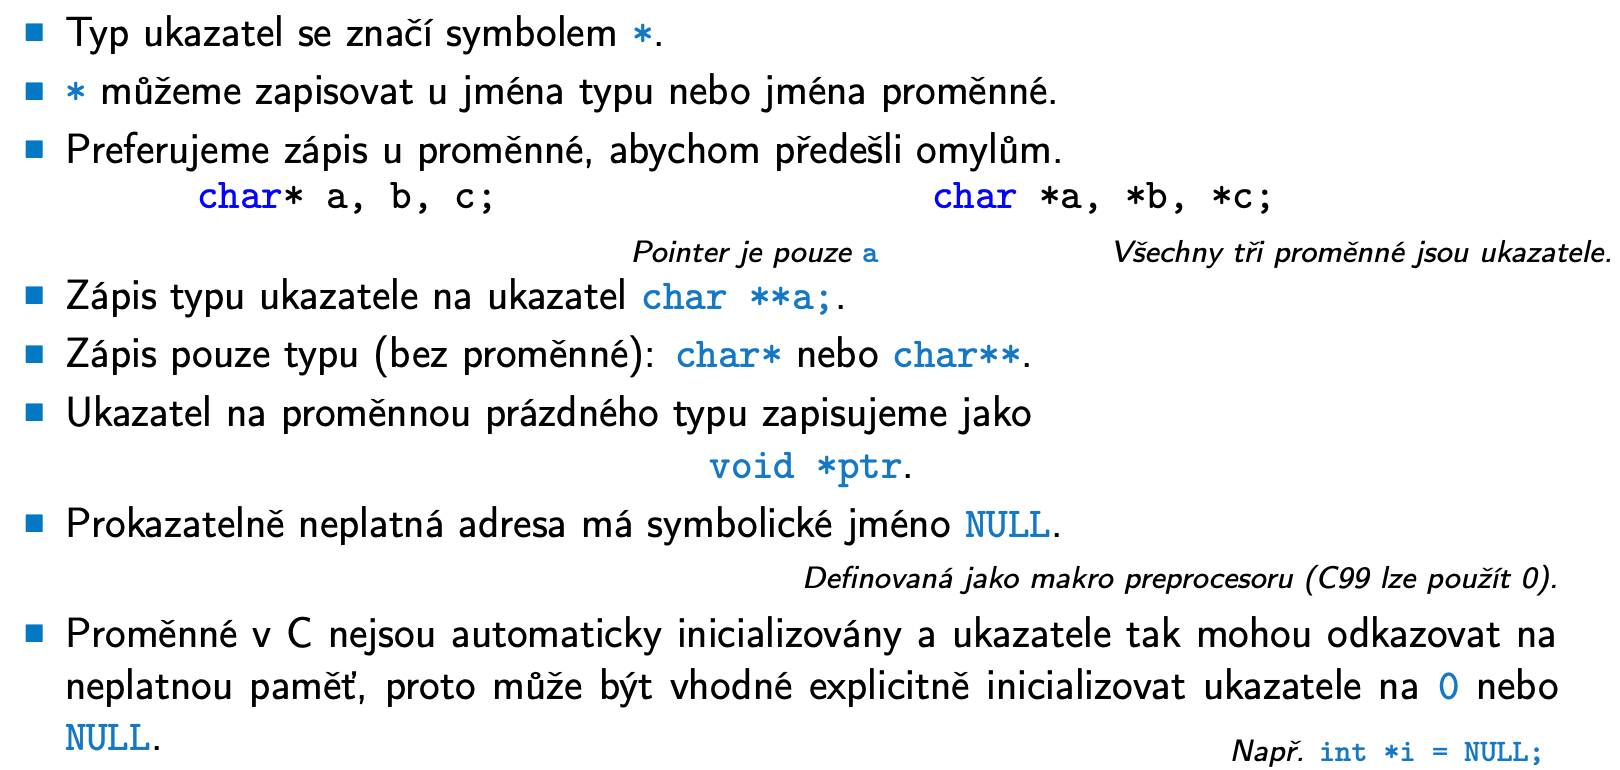 Typ ukazatel se značí symbolem *.
* můžeme zapisovat u jména typu nebo jména proměnné.
Preferujeme zápis u proměnné, abychom předešli omylům.
char* a, b, c; char *a, *b, *c;
Pointer je pouze a Všechny tři proměnné jsou ukazatele.
Zápis typu ukazatele na ukazatel char **a;.
Zápis pouze typu (bez proměnné): char* nebo char**.
Ukazatel na proměnnou prázdného typu zapisujeme jako
void *ptr.
Prokazatelně neplatná adresa má symbolické jméno NULL.
Definovaná jako makro preprocesoru (C99 lze použít 0).
Proměnné v C nejsou automaticky inicializovány a ukazatele tak mohou odkazovat na
neplatnou paměť, proto může být vhodné explicitně inicializovat ukazatele na 0 nebo
NULL.
Např. int *i = NULL;